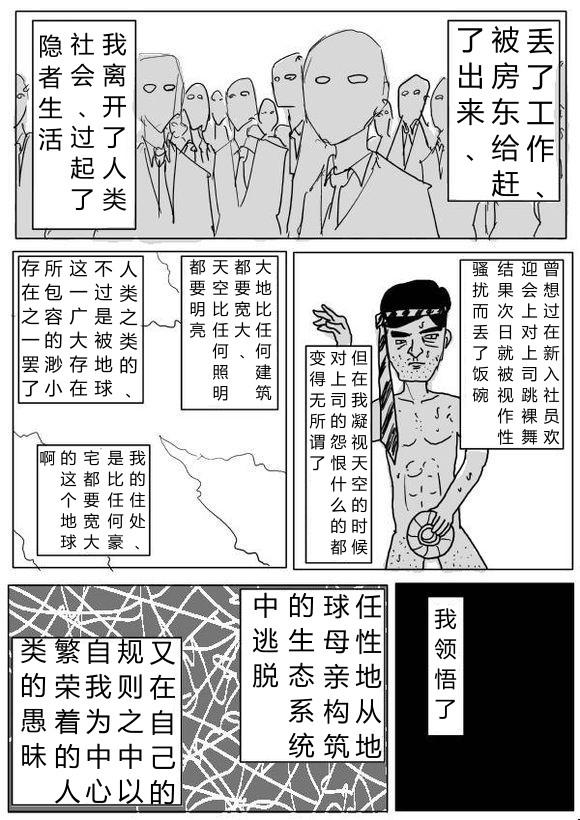 丢了工作、
被房东给赶
了出来、
我离开了人类
社会、过起了
隐者生活
曾想过在新入社员欢
迎会上对上司跳裸舞
结果次日就被视作性
骚扰而丢了饭碗
但在我凝视天空的时候
对上司的怨恨什么的都
变得无所谓了
大地比任何建筑
都要宽大、
天空比任何照明
都要明亮
人类之类的、
不过是被地球
这一广大存在
所包容的渺小
存在之一罢了
我的住处、
是比任何豪
宅都要宽大
的这个地球
啊
我领悟了
任性地从地
球母亲构筑
的生态系统
中逃脱
又在自己的
规则之中以
自我为中心
繁荣着的人
类的愚昧